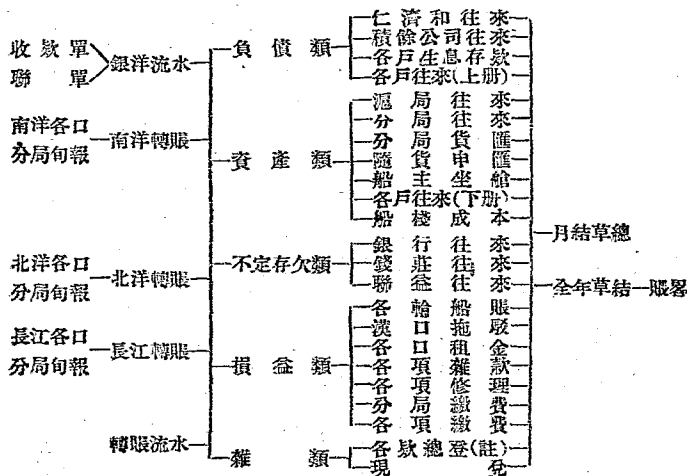 收欵單
聯單
銀洋流水
南洋各口
分局旬報
南洋轉賬
北洋各口
分局旬報
北洋轉賬
長江各口
分局旬報
長江轉賬
轉賬流水
負債類
仁濟和往來
積餘公司往來
各戶生息存欵
各戶往來(上册)
資產類
滬局往來
分局往來
分局貨匯
隨貨申匯
船主坐艙
各戶往來(下册)
船棧成本
不定存欠類
銀行往來
錢莊往來
聯益往來
損益類
各輪船賬
漢口拖駁
各口租金
各項雜款
各項修理
分局繳費
各項繳費
雜類
各欵總登(註)
現兌
月結草總
全年草結
賬畧